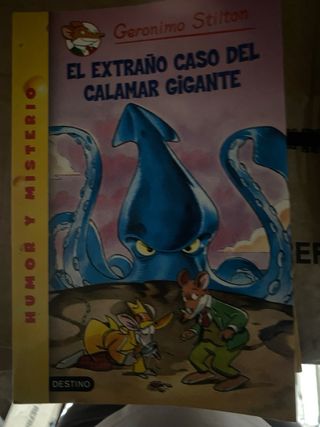 Geronimo Stilton
EL EXTRAÑO CASO DEL
CALAMAR GIGANTE
HUMOR Y MISTERIO
DESTINO